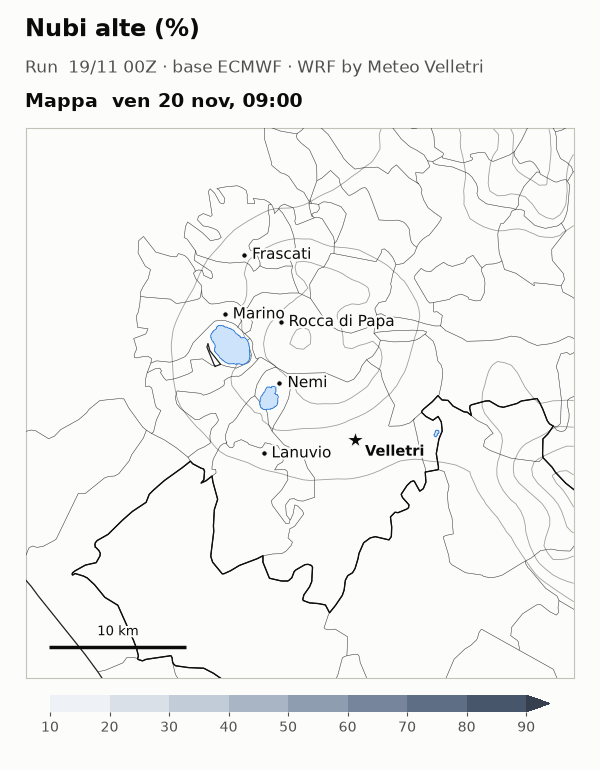 Nubi alte (%)
Run 19/11 00Z · base ECMWF · WRF by Meteo Velletri
Mappa ven 20 nov, 09:00
Frascati
Marino
Rocca di Papa
Nemi
Velletri
Lanuvio
10 km
10 20 30 40 50 60 70 80 90